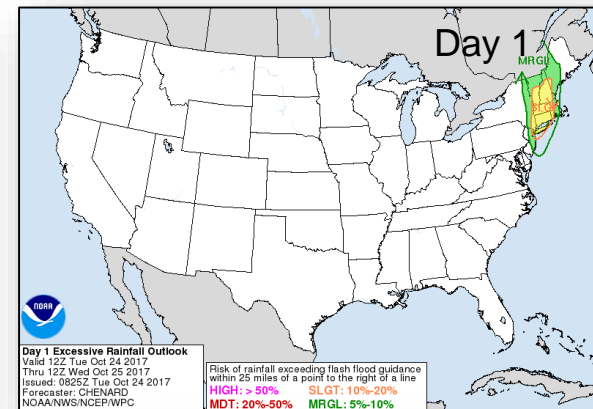 Day 1
MRGL
SLGT
NOAA
Day 1 Excessive Rainfall Outlook
Valid 12Z Tue Oct 24 2017
Thru 12Z Wed Oct 25 2017
Issued: 0825Z Tue Oct 24 2017
Forecaster: CHENARD
NOAA/NWS/NCEP/WPC
Risk of rainfall exceeding flash flood guidance
within 25 miles of a point to the right of a line
HIGH: > 50% SLGT: 10%-20%
MDT: 20%-50% MRGL: 5%-10%